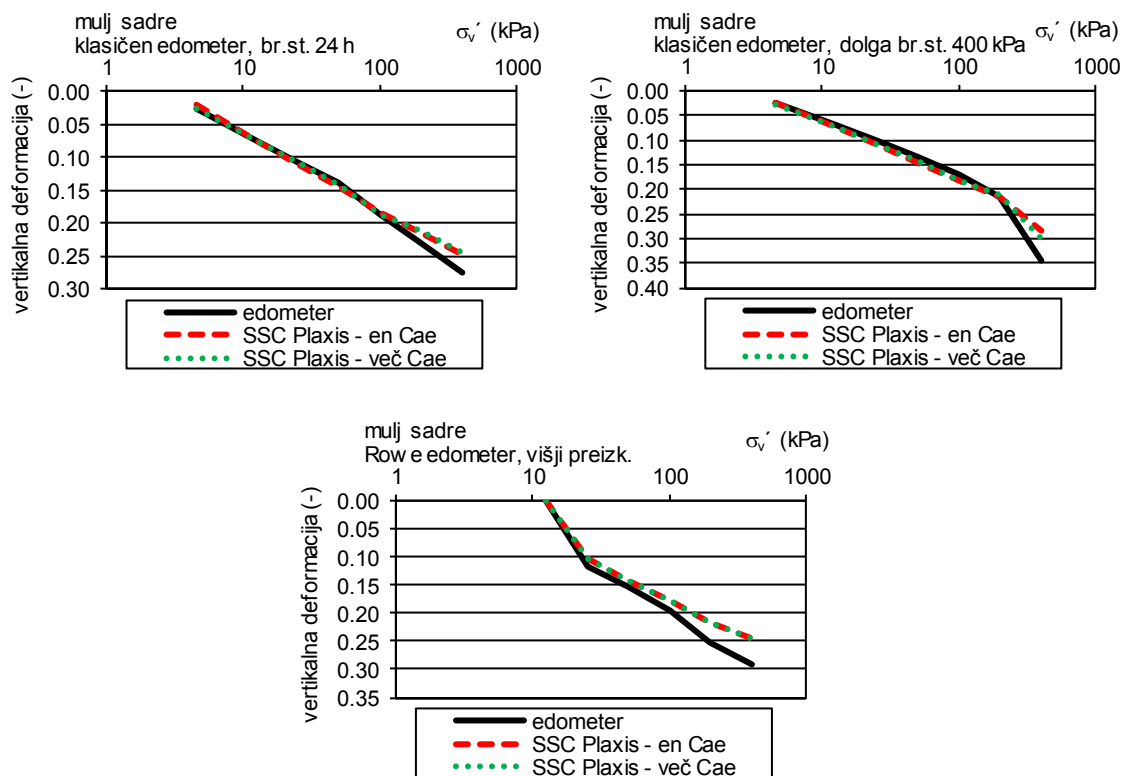 mulj sadre
klasičen edometer, br.st. 24 h
σv´ (kPa)
1 10 100 1000
0.00
0.05
0.10
0.15
0.20
0.25
0.30
vertikalna deformacija (-)
edometer
SSC Plaxis - en Cae
SSC Plaxis - več Cae
mulj sadre
klasičen edometer, dolga br.st. 400 kPa
σv´ (kPa)
1 10 100 1000
0.00
0.05
0.10
0.15
0.20
0.25
0.30
0.35
0.40
vertikalna deformacija (-)
edometer
SSC Plaxis - en Cae
SSC Plaxis - več Cae
mulj sadre
Rowe edometer, višji preizk.
σv´ (kPa)
1 10 100 1000
0.00
0.05
0.10
0.15
0.20
0.25
0.30
0.35
vertikalna deformacija (-)
edometer
SSC Plaxis - en Cae
SSC Plaxis - več Cae